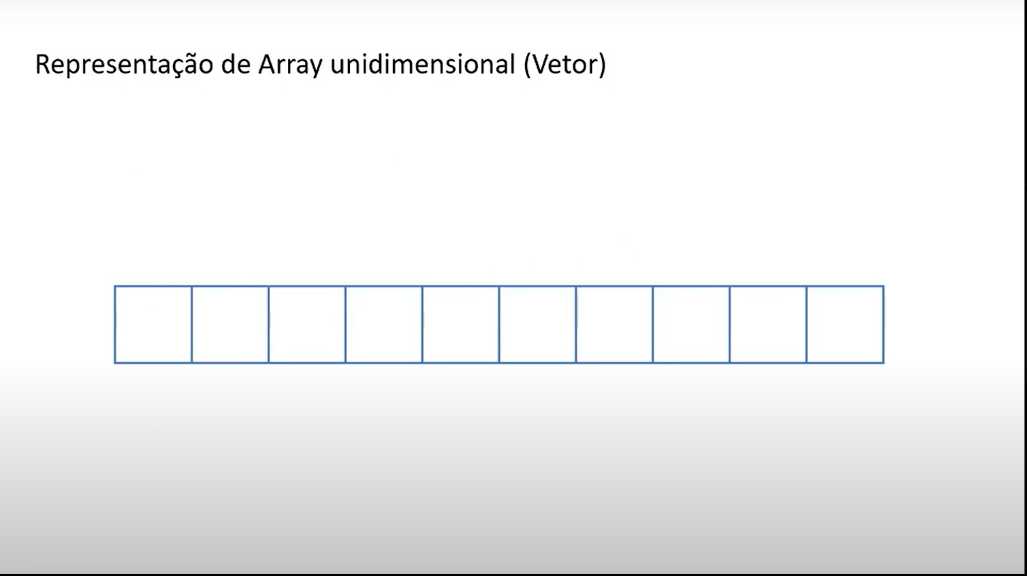 Representação de Array unidimensional (Vetor)